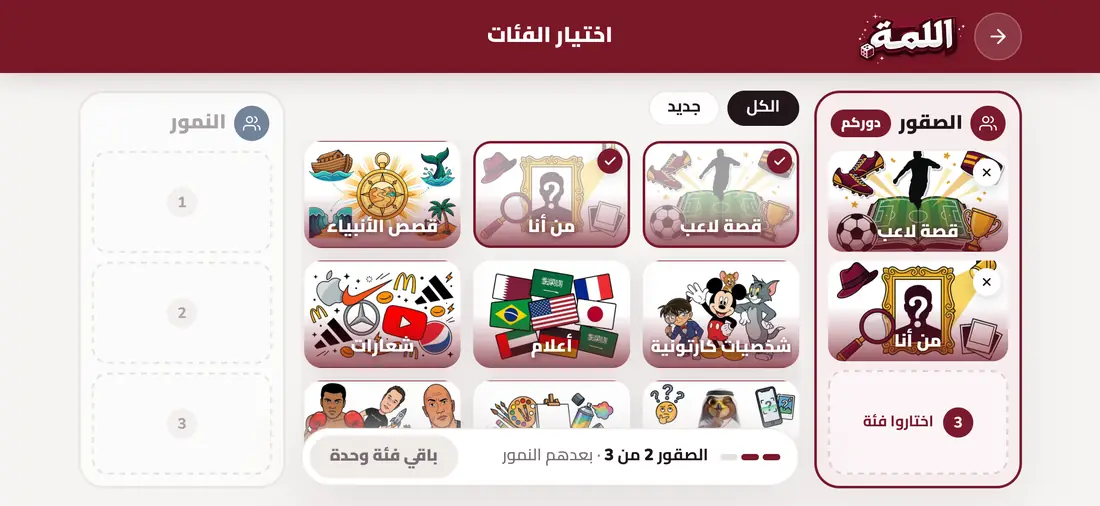 اللمة
اختيار الفئات
الصقور
دوركم
قصة لاعب
من أنا
3
اختاروا فئة
الكل
جديد
قصة لاعب
من أنا
قصص الأنبياء
شخصيات كارتونية
أعلام
شعارات
الصقور 2 من 3 · بعدهم النمور
باقي فئة وحدة
النمور
1
2
3